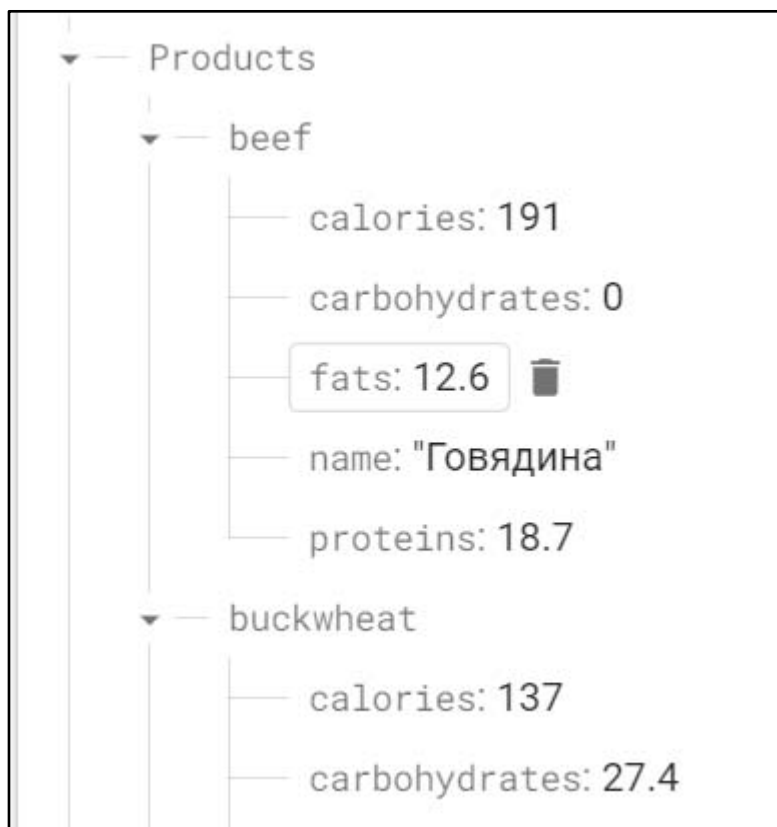 Products
beef
calories: 191
carbohydrates: 0
fats: 12.6
name: "Говядина"
proteins: 18.7
buckwheat
calories: 137
carbohydrates: 27.4